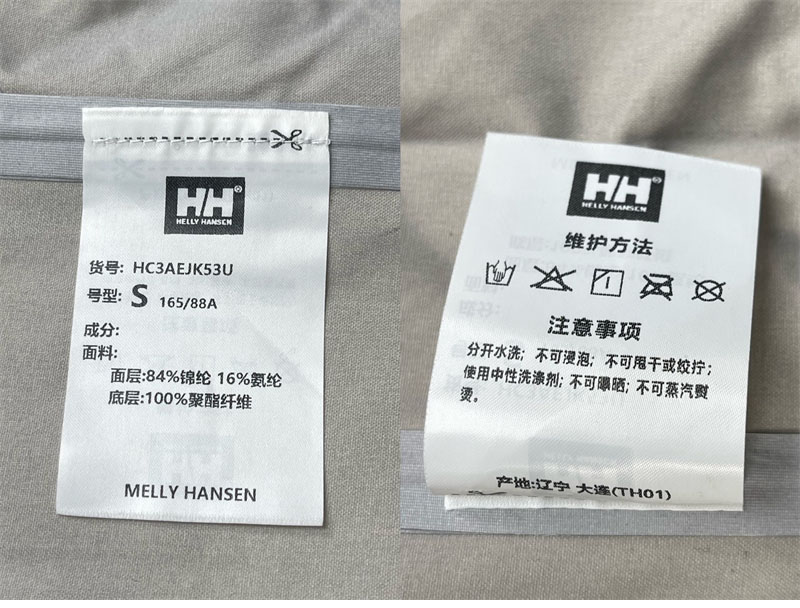 HH®
HELLY HANSEN
货号: HC3AEJK53U
号型: S 165/88A
成分:
面料:
面层:84%锦纶 16%氨纶
底层:100%聚酯纤维
MELLY HANSEN
HH®
HELLY HANSEN
维护方法
注意事项
分开水洗; 不可浸泡; 不可甩干或绞拧;
使用中性洗涤剂; 不可曝晒; 不可蒸汽熨
烫。
产地:辽宁 大连(TH01)